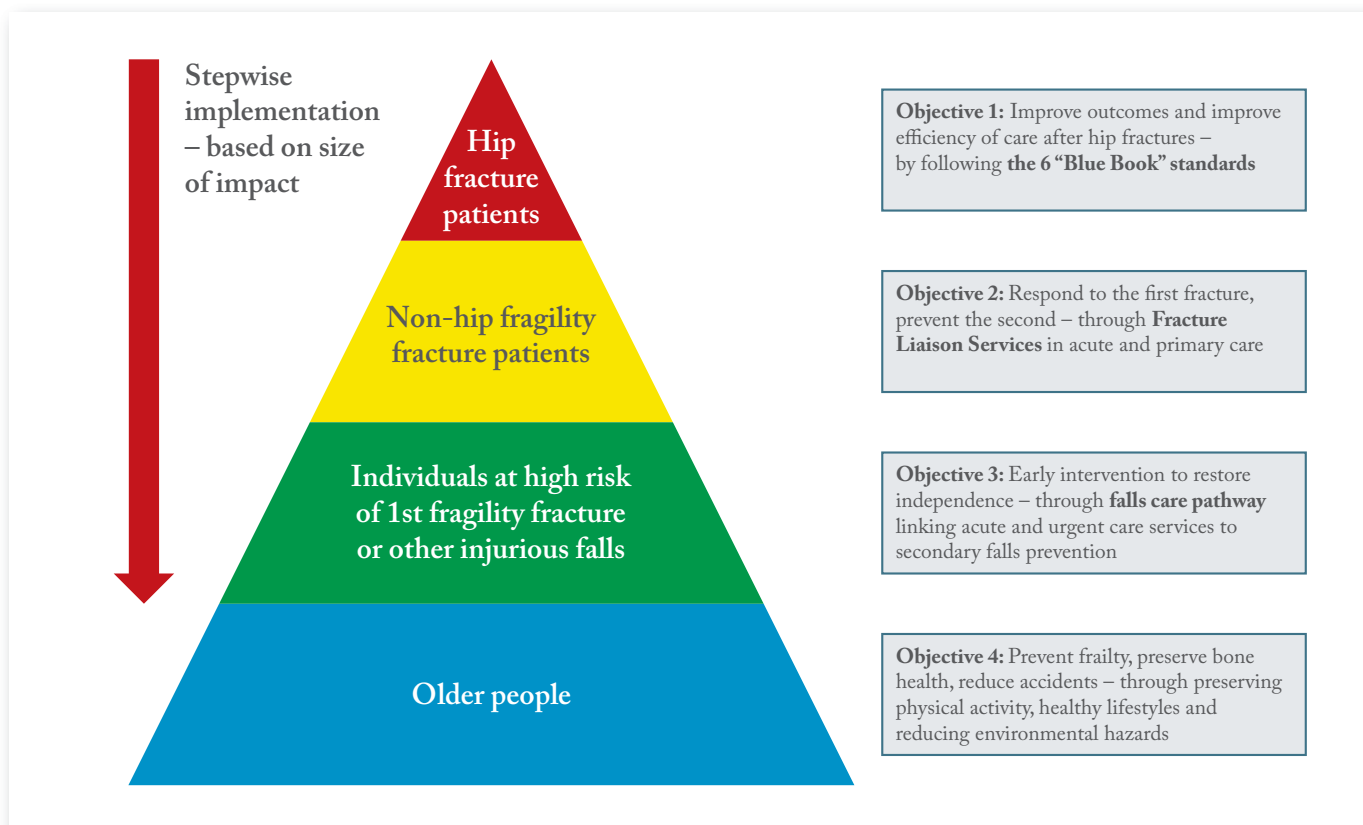 Stepwise
implementation
– based on size
of impact
Hip
fracture
patients
Objective 1: Improve outcomes and improve
efficiency of care after hip fractures –
by following the 6 “Blue Book” standards
Non-hip fragility
fracture patients
Objective 2: Respond to the first fracture,
prevent the second – through Fracture
Liaison Services in acute and primary care
Individuals at high risk
of 1st fragility fracture
or other injurious falls
Objective 3: Early intervention to restore
independence – through falls care pathway
linking acute and urgent care services to
secondary falls prevention
Older people
Objective 4: Prevent frailty, preserve bone
health, reduce accidents – through preserving
physical activity, healthy lifestyles and
reducing environmental hazards